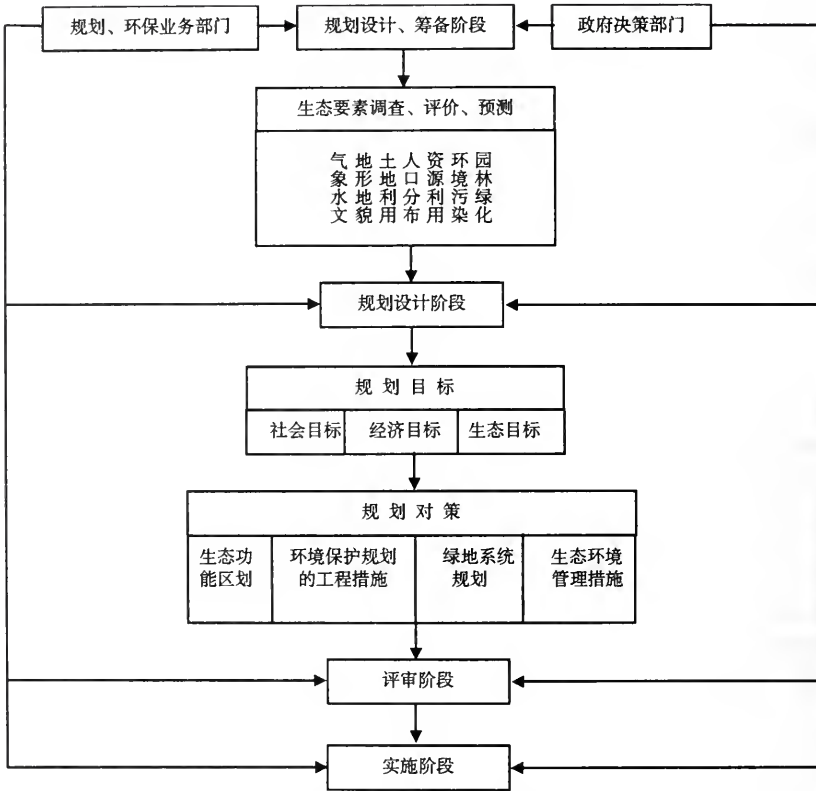 规划、环保业务部门
规划设计、筹备阶段
政府决策部门
生态要素调查、评价、预测
气地土人资环园
象形地口源境林
水地利分利污绿
文貌用布用染化
规划设计阶段
规划目标
社会目标
经济目标
生态目标
规划对策
生态功
能区划
环境保护规划
的工程措施
绿地系统
规划
生态环境
管理措施
评审阶段
实施阶段